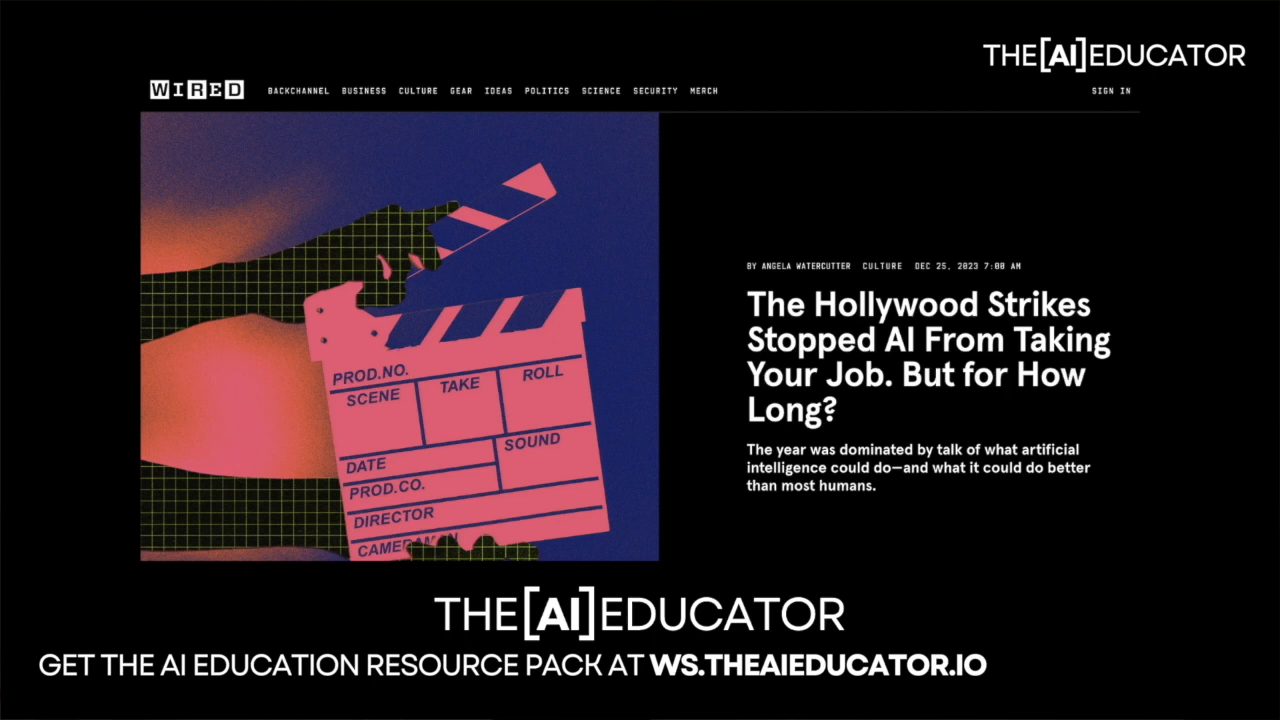 THE[AI]EDUCATOR
WIRED
BACKCHANNEL BUSINESS CULTURE GEAR IDEAS POLITICS SCIENCE SECURITY MERCH
SIGN IN
PROD.NO.
SCENE TAKE ROLL
DATE SOUND
PROD.CO.
DIRECTOR
CAMERAMAN
BY ANGELA WATERCUTTER CULTURE DEC 25, 2023 7:00 AM
The Hollywood Strikes
Stopped AI From Taking
Your Job. But for How
Long?
The year was dominated by talk of what artificial
intelligence could do—and what it could do better
than most humans.
THE[AI]EDUCATOR
GET THE AI EDUCATION RESOURCE PACK AT WS.THEAIEDUCATOR.IO